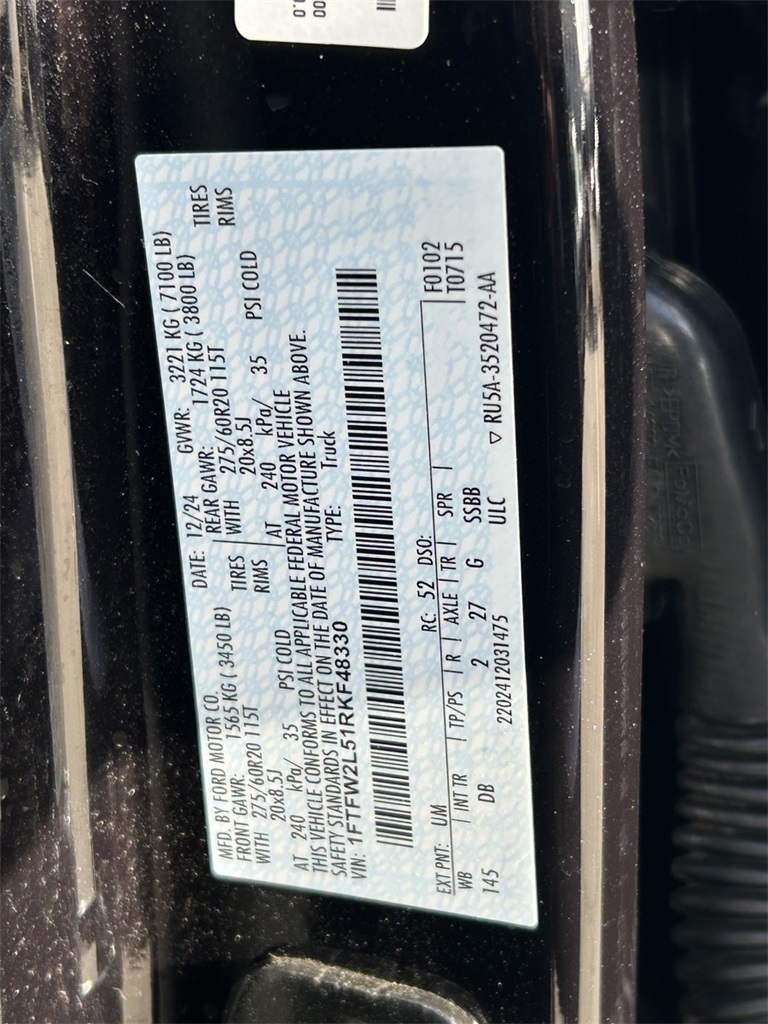 MFD. BY FORD MOTOR CO.
DATE: 12/24 GVWR: 3221 KG ( 7100 LB)
FRONT GAWR: 1565 KG ( 3450 LB) REAR GAWR: 1724 KG ( 3800 LB)
WITH 275/60R20 115T TIRES WITH 275/60R20 115T TIRES
20x8.5J RIMS 20x8.5J RIMS
AT 240 kPa/ 35 PSI COLD AT 240 kPa/ 35 PSI COLD
THIS VEHICLE CONFORMS TO ALL APPLICABLE FEDERAL MOTOR VEHICLE
SAFETY STANDARDS IN EFFECT ON THE DATE OF MANUFACTURE SHOWN ABOVE.
VIN: 1FTFW2L51RKF48330 TYPE: Truck
EXT PNT: UM RC: 52 DSO: F0102
WB INT TR TP/PS R AXLE TR SPR T0715
145 DB 2 27 G SSBB
2202412031475 ULC ▽ RU5A-3520472-AA